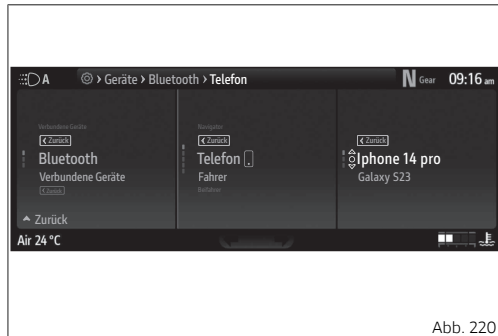 A Geräte > Bluetooth > Telefon N Gear 09:16 am
Verbundene Geräte
Zurück
Bluetooth
Verbundene Geräte
Zurück
Zurück
Navigator
Zurück
Telefon
Fahrer
Beifahrer
Zurück
Iphone 14 pro
Galaxy S23
Air 24 °C
Abb. 220